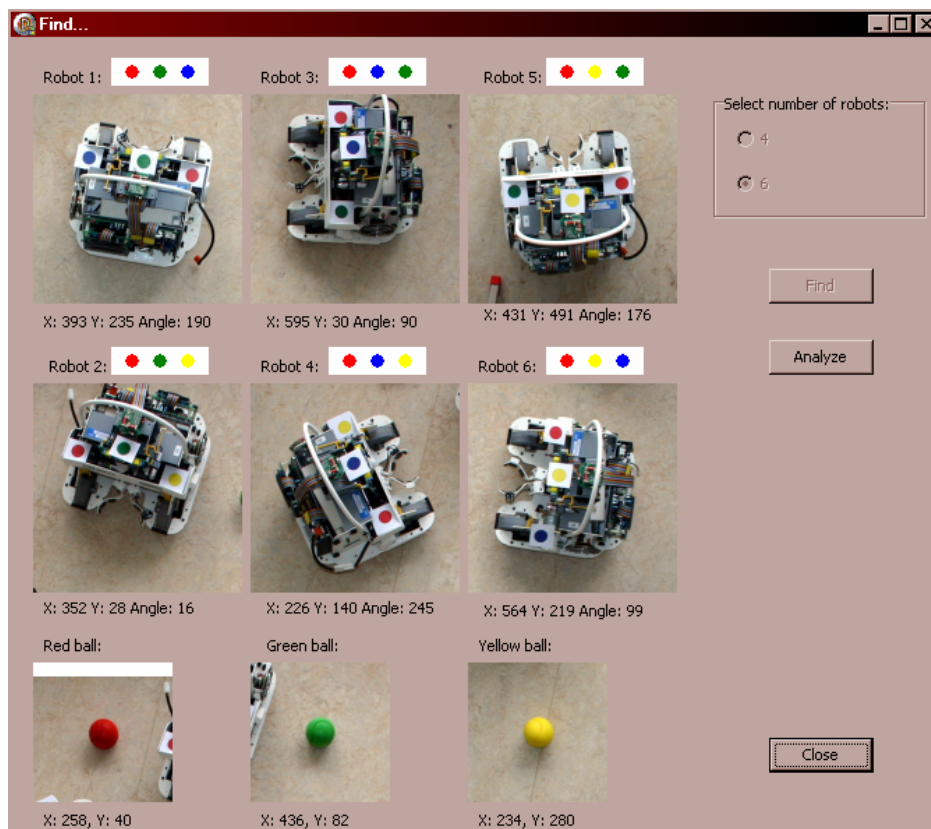 Find...
Robot 1:
Robot 3:
Robot 5:
Select number of robots:
4
6
X: 393 Y: 235 Angle: 190
X: 595 Y: 30 Angle: 90
X: 431 Y: 491 Angle: 176
Find
Analyze
Robot 2:
Robot 4:
Robot 6:
X: 352 Y: 28 Angle: 16
X: 226 Y: 140 Angle: 245
X: 564 Y: 219 Angle: 99
Red ball:
Green ball:
Yellow ball:
Close
X: 258, Y: 40
X: 436, Y: 82
X: 234, Y: 280